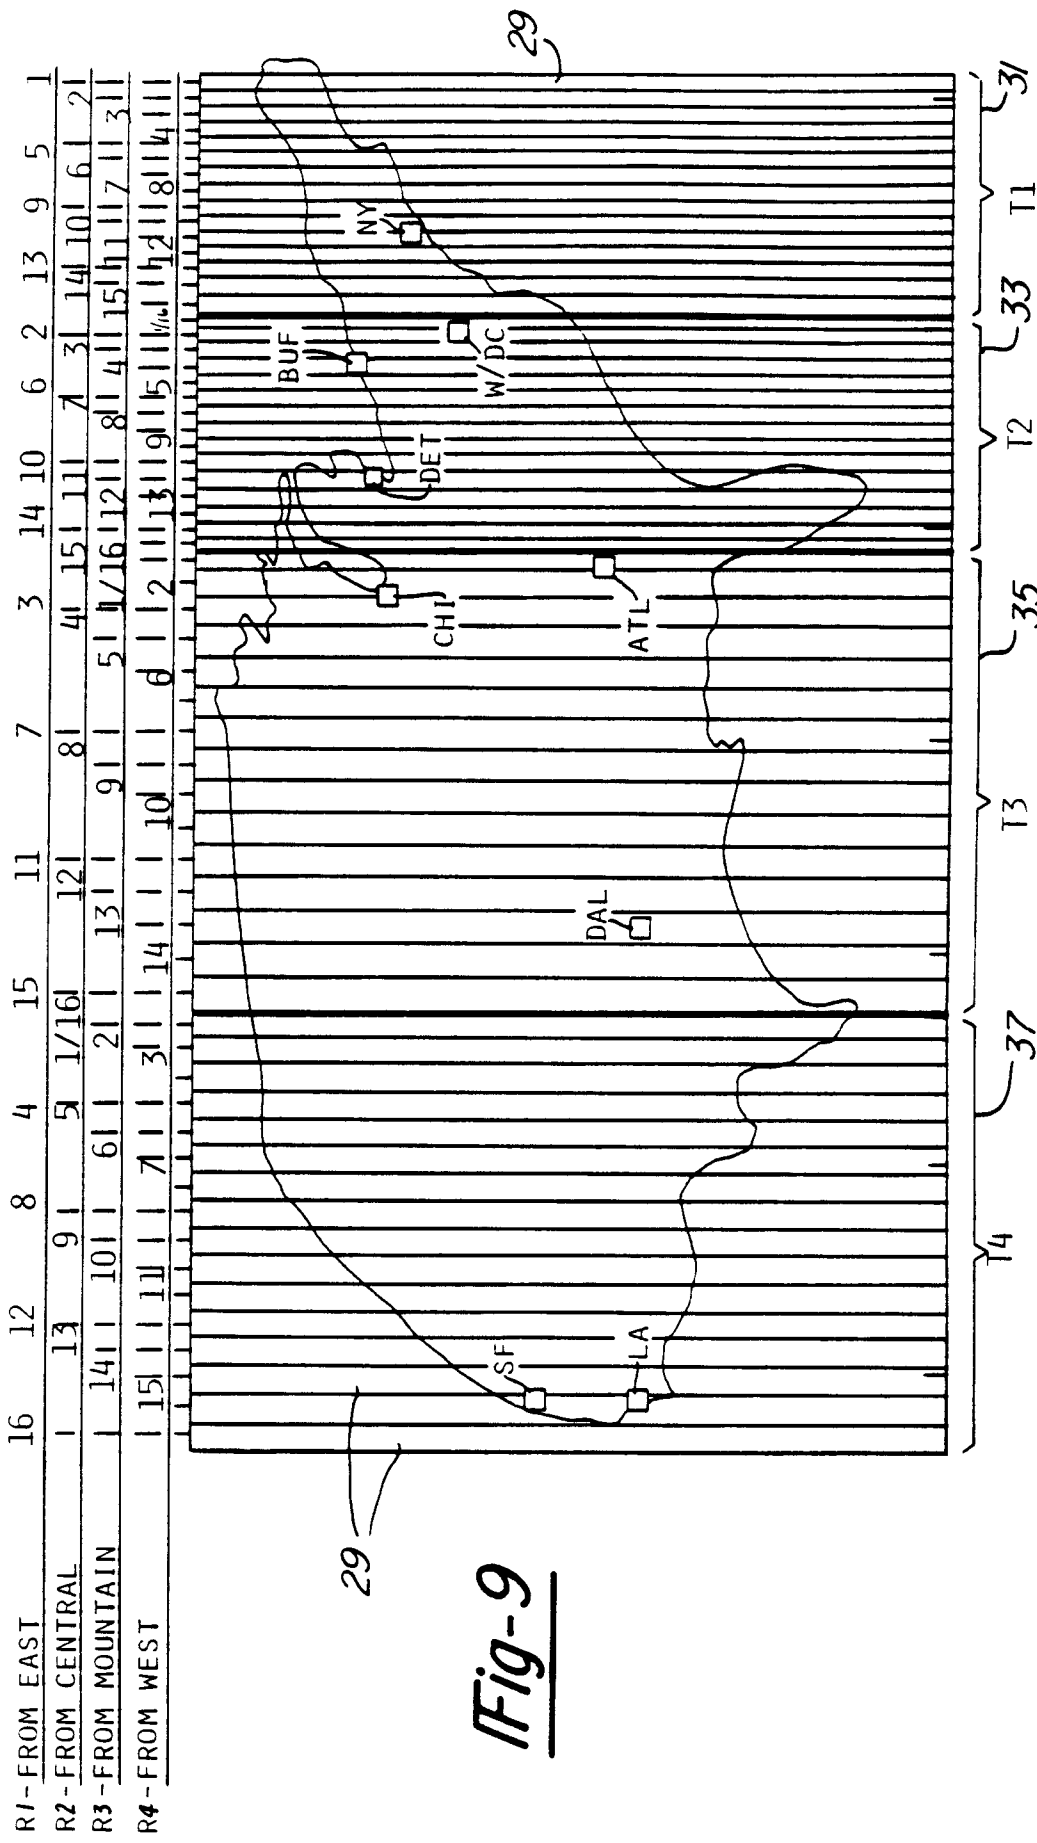 R1-FROM EAST 16 12 8 4 15 11 7 3 14 10 6 2 13 9 5 1
R2-FROM CENTRAL 13 9 5 1/16 12 8 4 15 11 7 3 14 10 6 2
R3-FROM MOUNTAIN 14 10 6 2 13 9 5 1/16 12 8 4 15 11 7 3
R4-FROM WEST 15 11 7 3 14 10 6 2 13 9 5 1/16 12 8 4
BUF
NY
29
29
DET
CHI
W/DC
SF
DAL
LA
ATL
T4
T3
T2
T1
37
35
33
31
Fig-9